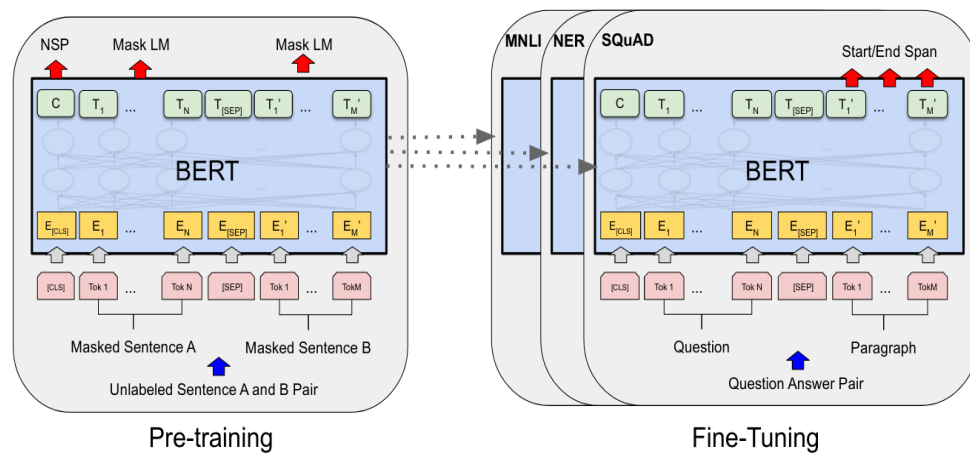 NSP Mask LM Mask LM
C T1 ... TN T[SEP] T1' ... TM'
BERT
E[CLS] E1 ... EN E[SEP] E1' ... EM'
[CLS] Tok 1 ... Tok N [SEP] Tok 1 ... TokM
Masked Sentence A Masked Sentence B
Unlabeled Sentence A and B Pair
Pre-training
MNLI NER SQuAD
Start/End Span
C T1 ... TN T[SEP] T1' ... TM'
BERT
E[CLS] E1 ... EN E[SEP] E1' ... EM'
[CLS] Tok 1 ... Tok N [SEP] Tok 1 ... TokM
Question Paragraph
Question Answer Pair
Fine-Tuning